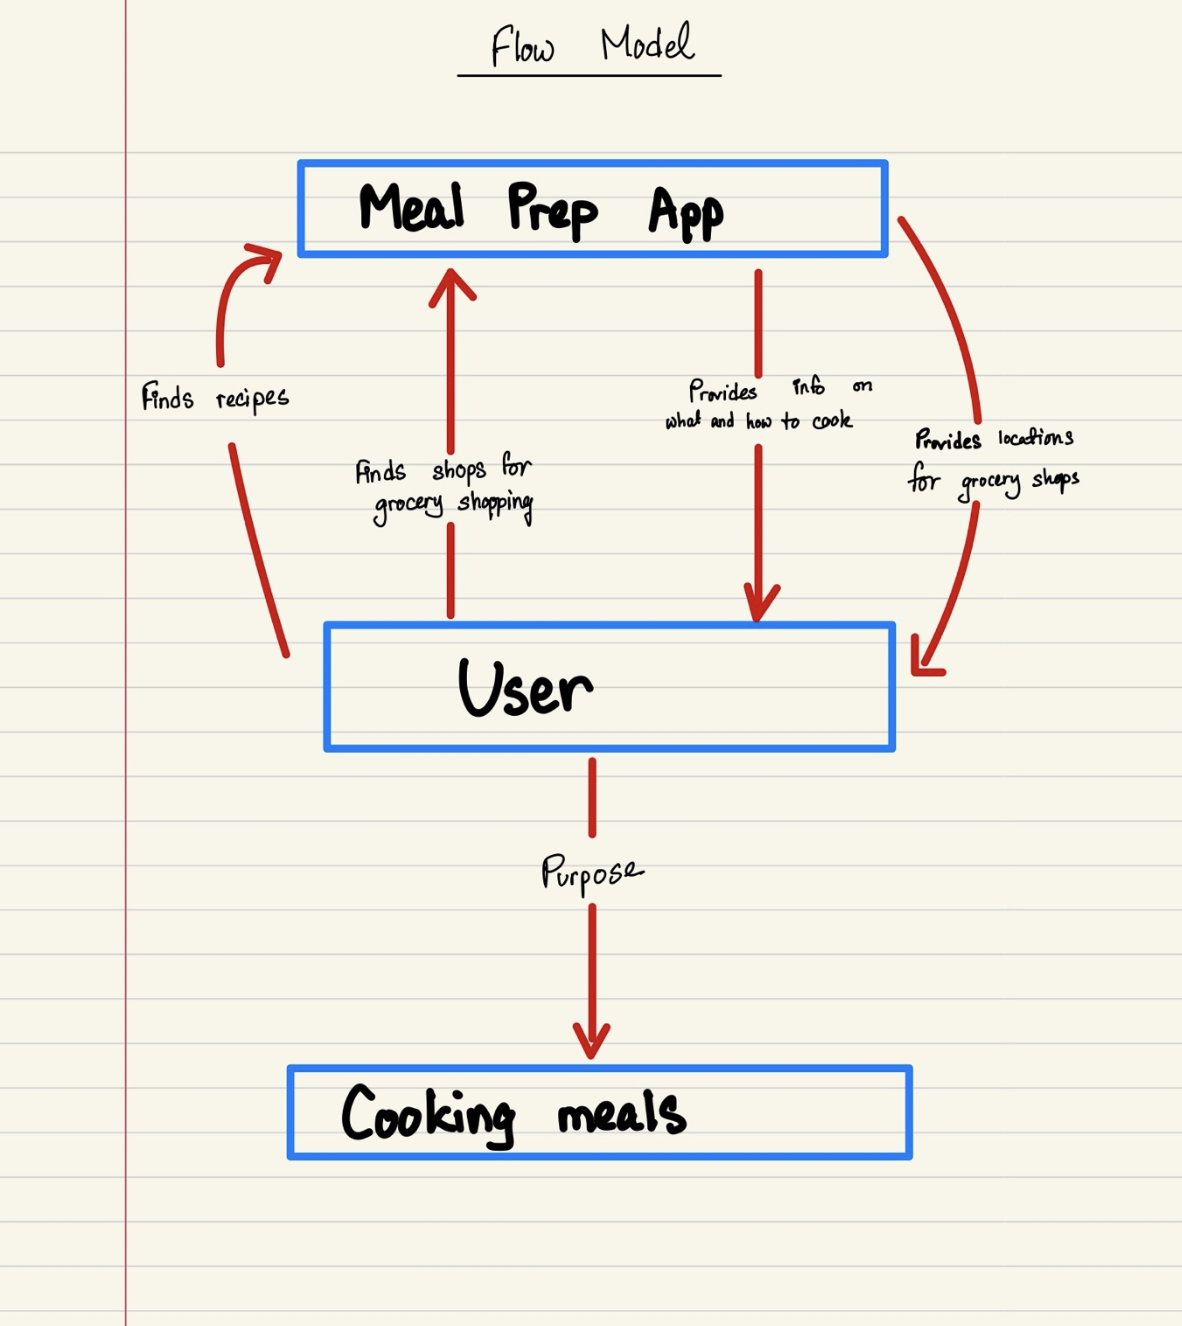 Flow Model
Meal Prep App
Finds recipes
Finds shops for
grocery shopping
Provides info on
what and how to cook
Provides locations
for grocery shops
User
Purpose
Cooking meals